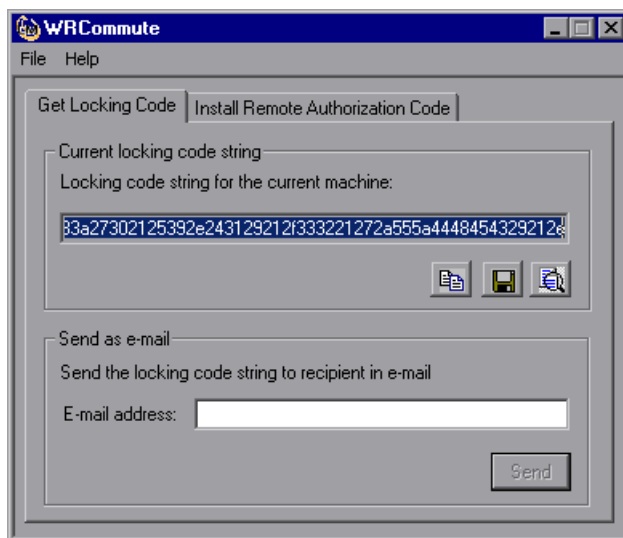 WRCommute
File Help
Get Locking Code Install Remote Authorization Code
Current locking code string
Locking code string for the current machine:
33a27302125392e243129212f333221272a555a4448454329212e
Send as e-mail
Send the locking code string to recipient in e-mail
E-mail address:
Send